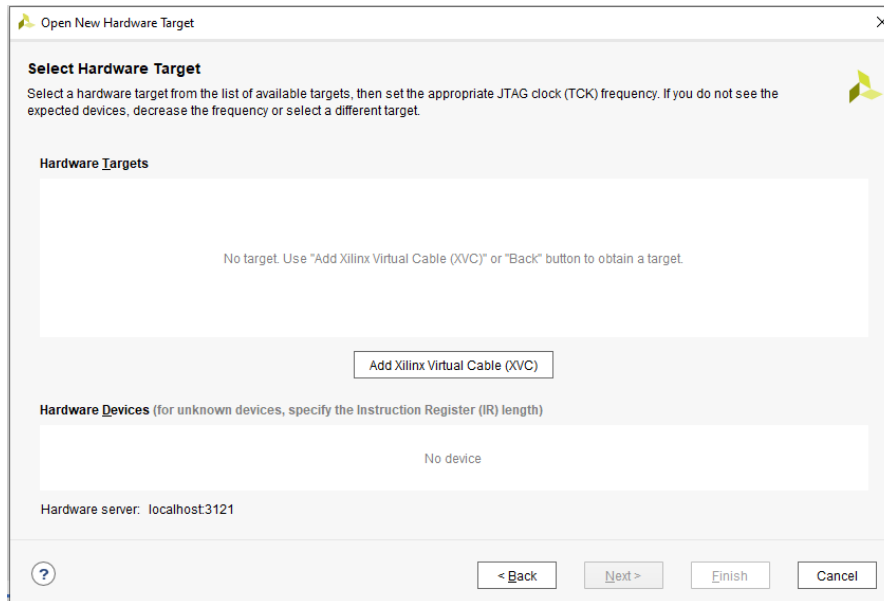 Open New Hardware Target
Select Hardware Target
Select a hardware target from the list of available targets, then set the appropriate JTAG clock (TCK) frequency. If you do not see the
expected devices, decrease the frequency or select a different target.
Hardware Targets
No target. Use "Add Xilinx Virtual Cable (XVC)" or "Back" button to obtain a target.
Add Xilinx Virtual Cable (XVC)
Hardware Devices (for unknown devices, specify the Instruction Register (IR) length)
No device
Hardware server: localhost:3121
? < Back Next > Finish Cancel